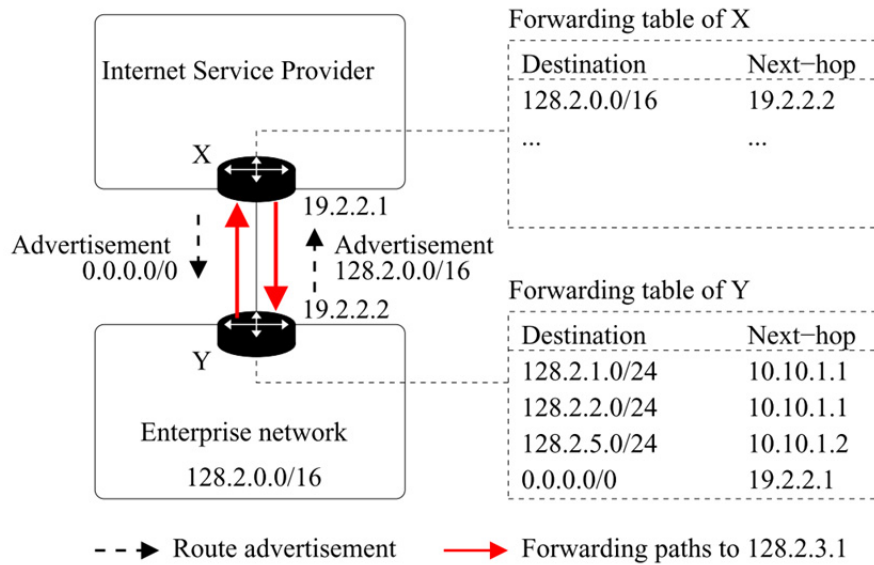 Forwarding table of X
Internet Service Provider
Destination Next-hop
128.2.0.0/16 19.2.2.2
... ...
X
19.2.2.1
Advertisement
0.0.0.0/0
Advertisement
128.2.0.0/16
19.2.2.2
Y
Enterprise network
128.2.0.0/16
Forwarding table of Y
Destination Next-hop
128.2.1.0/24 10.10.1.1
128.2.2.0/24 10.10.1.1
128.2.5.0/24 10.10.1.2
0.0.0.0/0 19.2.2.1
Route advertisement
Forwarding paths to 128.2.3.1